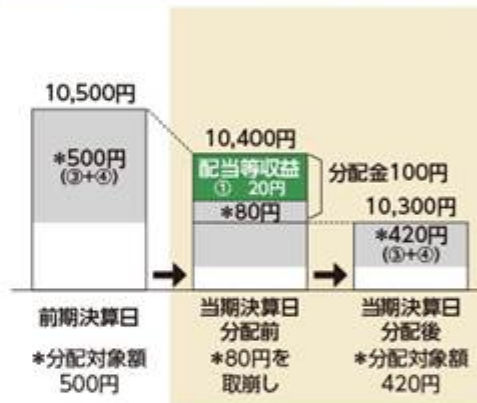 10,500円
*500円
(③+④)
前期決算日
*分配対象額
500円
10,400円
配当等収益
① 20円
*80円
分配金100円
当期決算日
分配前
*80円を
取崩し
10,300円
*420円
(③+④)
当期決算日
分配後
*分配対象額
420円